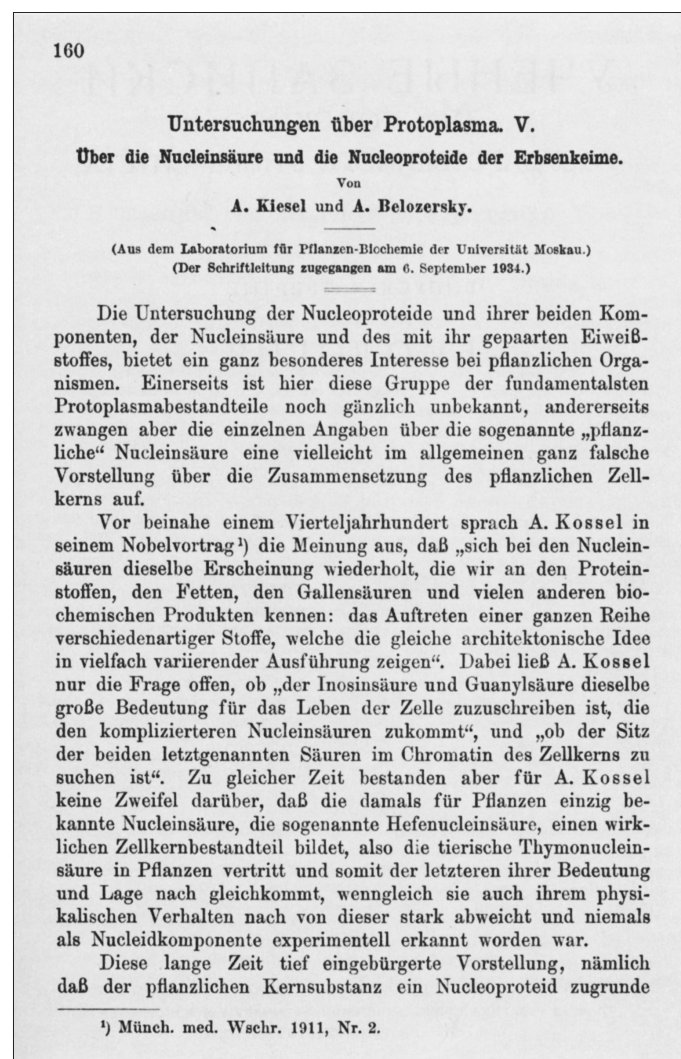 160
Untersuchungen über Protoplasma. V.
Über die Nucleinsäure und die Nucleoproteide der Erbsenkeime.
Von
A. Kiesel und A. Belozersky.
(Aus dem Laboratorium für Pflanzen-Biochemie der Universität Moskau.)
(Der Schriftleitung zugegangen am 6. September 1934.)
Die Untersuchung der Nucleoproteide und ihrer beiden Kom-
ponenten, der Nucleinsäure und des mit ihr gepaarten Eiweiß-
stoffes, bietet ein ganz besonderes Interesse bei pflanzlichen Orga-
nismen. Einerseits ist hier diese Gruppe der fundamentalsten
Protoplasmabestandteile noch gänzlich unbekannt, andererseits
zwangen aber die einzelnen Angaben über die sogenannte „pflanz-
liche“ Nucleinsäure eine vielleicht im allgemeinen ganz falsche
Vorstellung über die Zusammensetzung des pflanzlichen Zell-
kerns auf.
Vor beinahe einem Vierteljahrhundert sprach A. Kossel in
seinem Nobelvortrag¹) die Meinung aus, daß „sich bei den Nuclein-
säuren dieselbe Erscheinung wiederholt, die wir an den Protein-
stoffen, den Fetten, den Gallensäuren und vielen anderen bio-
chemischen Produkten kennen: das Auftreten einer ganzen Reihe
verschiedenartiger Stoffe, welche die gleiche architektonische Idee
in vielfach variierender Ausführung zeigen“. Dabei ließ A. Kossel
nur die Frage offen, ob „der Inosinsäure und Guanylsäure dieselbe
große Bedeutung für das Leben der Zelle zuzuschreiben ist, die
den komplizierteren Nucleinsäuren zukommt“, und „ob der Sitz
der beiden letztgenannten Säuren im Chromatin des Zellkerns zu
suchen ist“. Zu gleicher Zeit bestanden aber für A. Kossel
keine Zweifel darüber, daß die damals für Pflanzen einzig be-
kannte Nucleinsäure, die sogenannte Hefenucleinsäure, einen wirk-
lichen Zellkernbestandteil bildet, also die tierische Thymonuclein-
säure in Pflanzen vertritt und somit der letzteren ihrer Bedeutung
und Lage nach gleichkommt, wenngleich sie auch ihrem physi-
kalischen Verhalten nach von dieser stark abweicht und niemals
als Nucleidkomponente experimentell erkannt worden war.
Diese lange Zeit tief eingebürgerte Vorstellung, nämlich
daß der pflanzlichen Kernsubstanz ein Nucleoproteid zugrunde
¹) Münch. med. Wschr. 1911, Nr. 2.